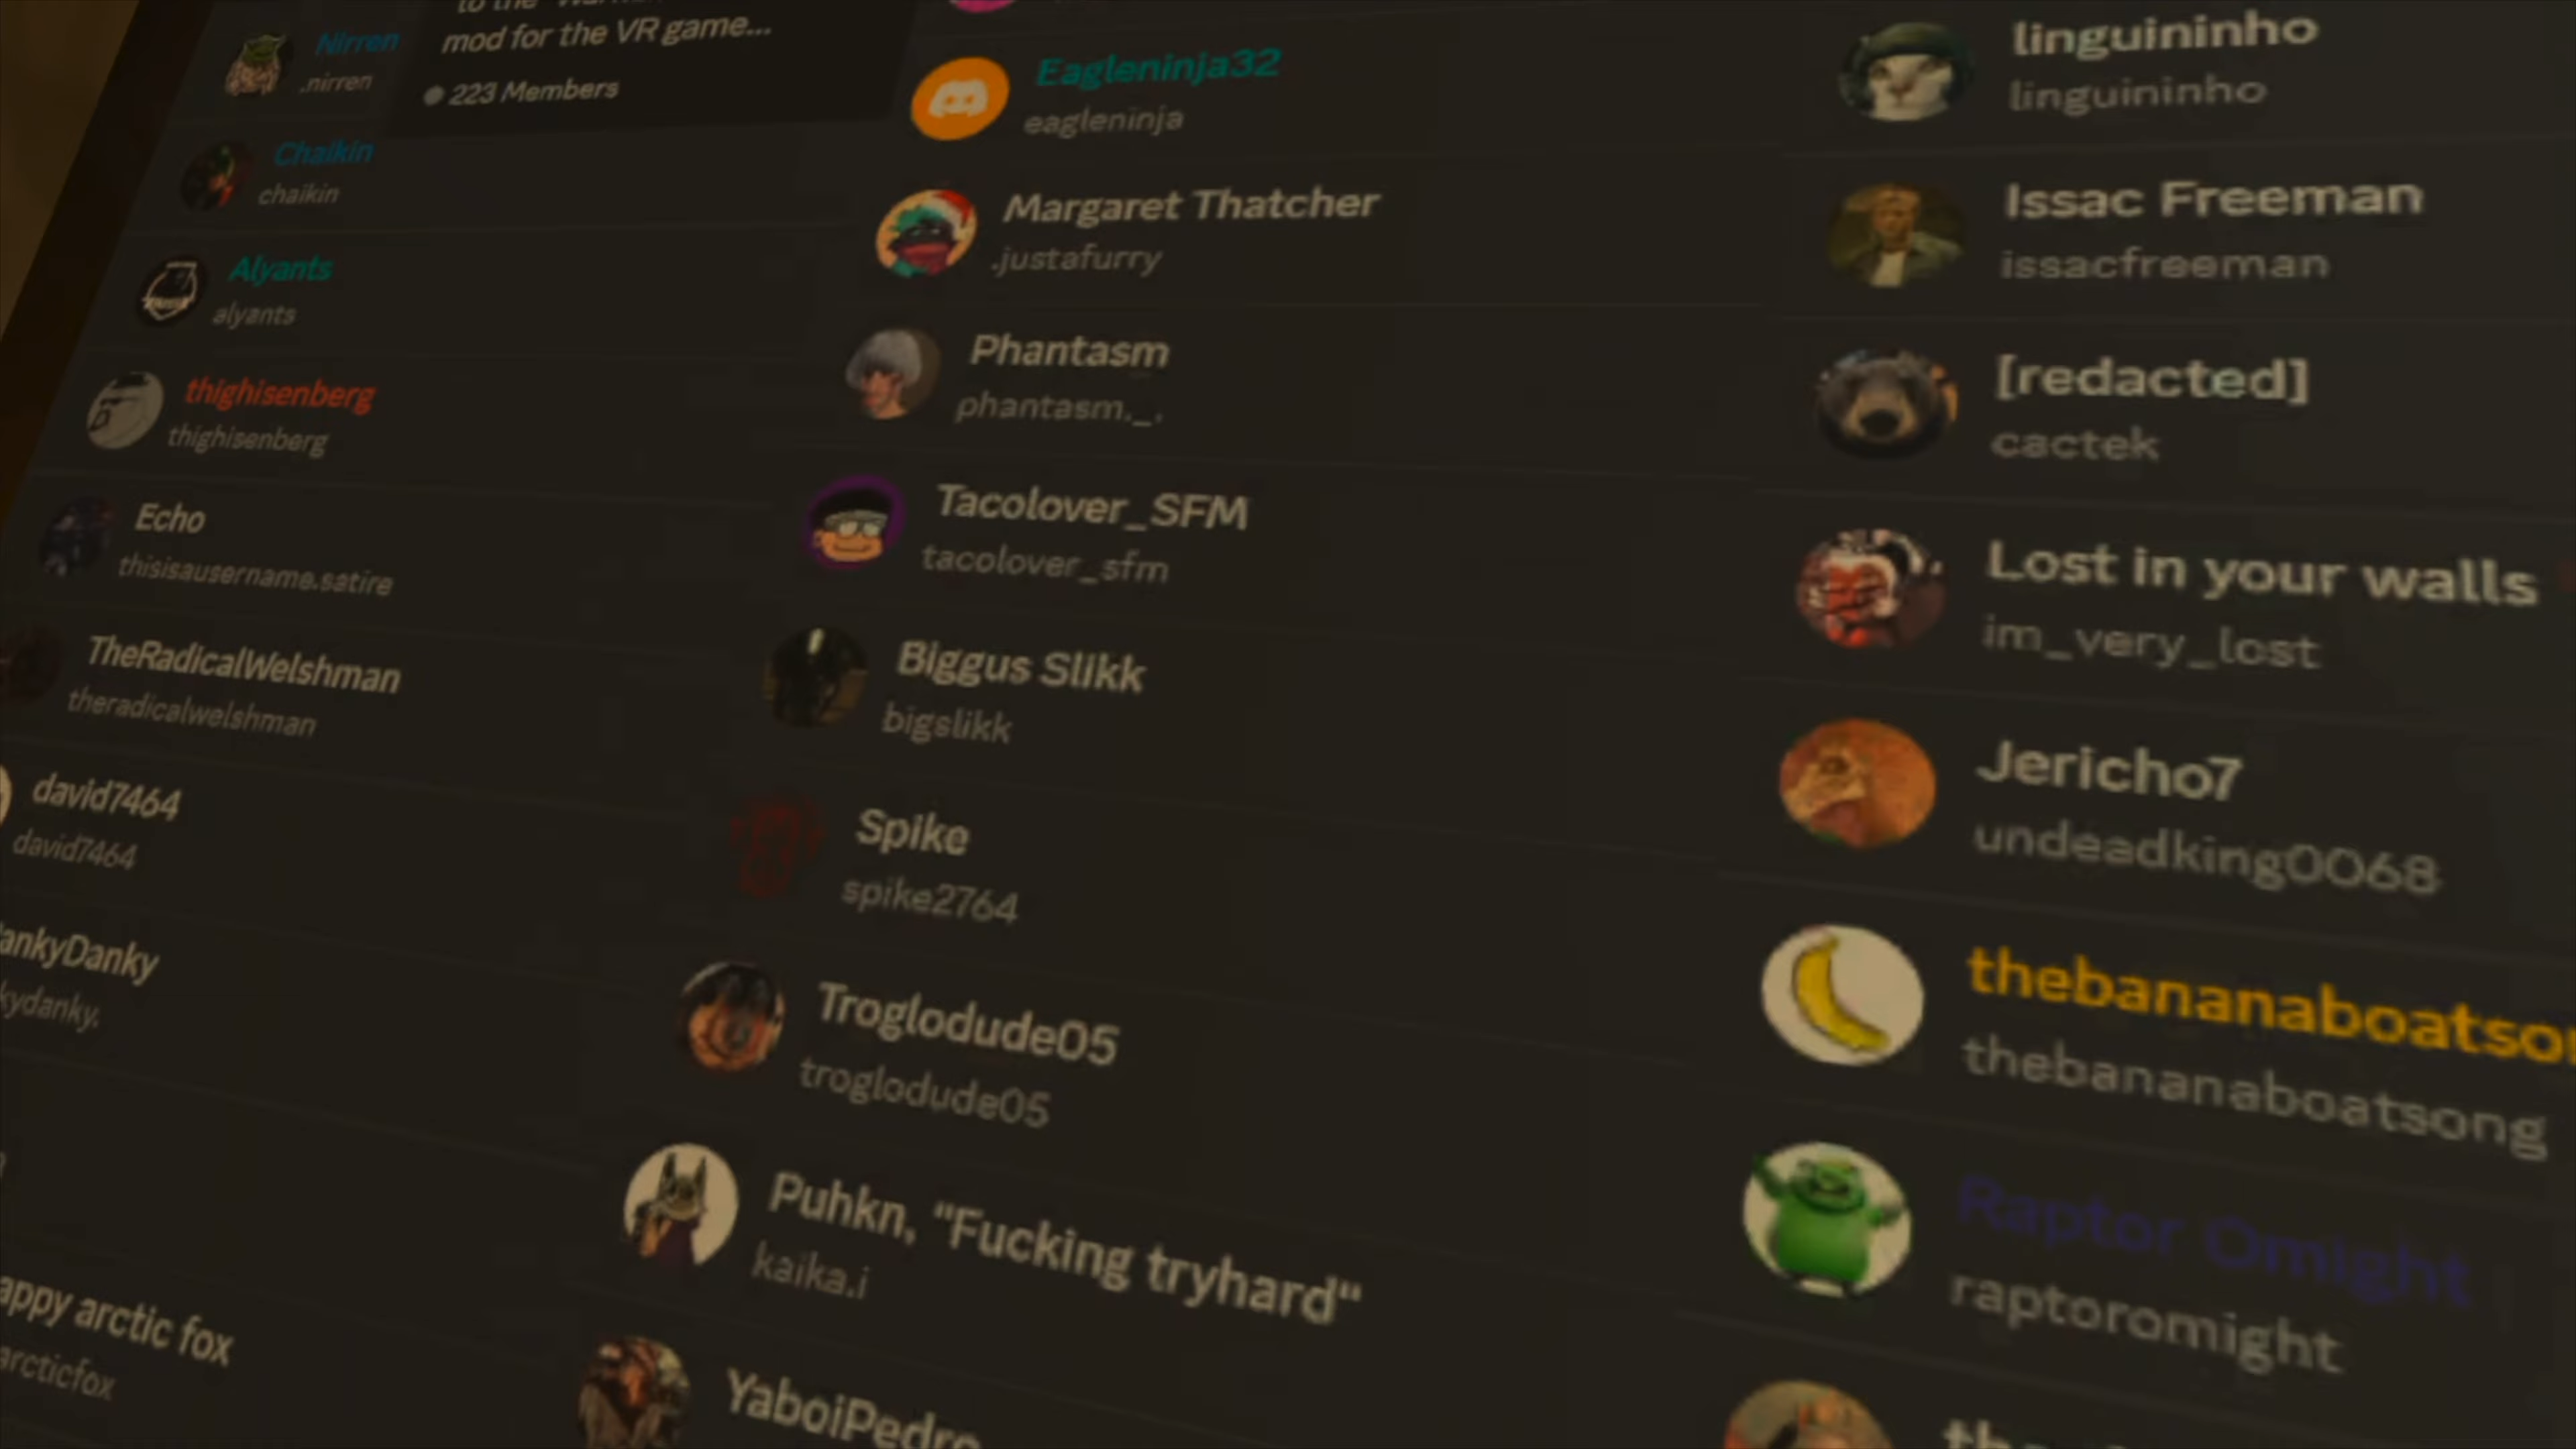 to the
mod for the VR game...
223 Members
Nirren
.nirren
Chaikin
chaikin
Alyants
alyants
thighisenberg
thighisenberg
Echo
thisisausername.satire
TheRadicalWelshman
theradicalwelshman
david7464
david7464
ankyDanky
kydanky.
appy arctic fox
arcticfox
Eagleninja32
eagleninja
Margaret Thatcher
.justafurry
Phantasm
phantasm._.
Tacolover_SFM
tacolover_sfm
Biggus Slikk
bigslikk
Spike
spike2764
Troglodude05
troglodude05
Puhkn, "Fucking tryhard"
kaika.i
YaboiPedro
linguininho
linguininho
Issac Freeman
issacfreeman
[redacted]
cactek
Lost in your walls
im_very_lost
Jericho7
undeadking0068
thebananaboatso
thebananaboatsong
Raptor Omight
raptoromight